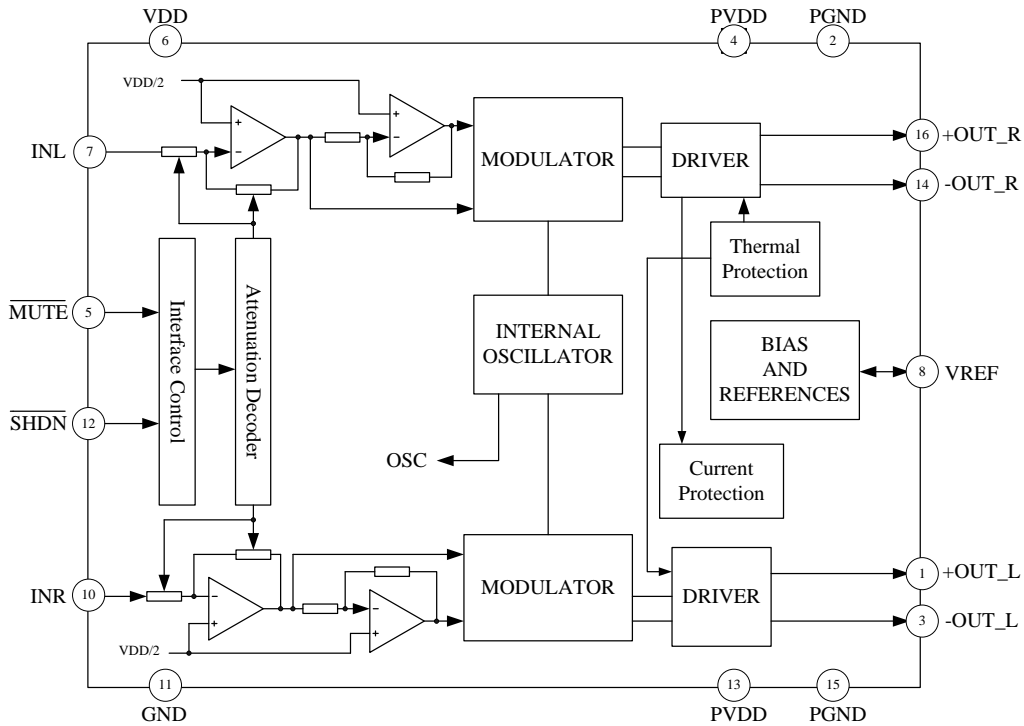 VDD
PVDD
PGND
6
4
2
VDD/2
+
-
+
-
INL
7
MODULATOR
DRIVER
16
+OUT_R
14
-OUT_R
Thermal
Protection
MUTE
5
Interface Control
Attenuation Decoder
INTERNAL
OSCILLATOR
BIAS
AND
REFERENCES
8
VREF
SHDN
12
OSC
Current
Protection
INR
10
-
+
-
+
VDD/2
MODULATOR
DRIVER
1
+OUT_L
3
-OUT_L
11
13
15
GND
PVDD
PGND